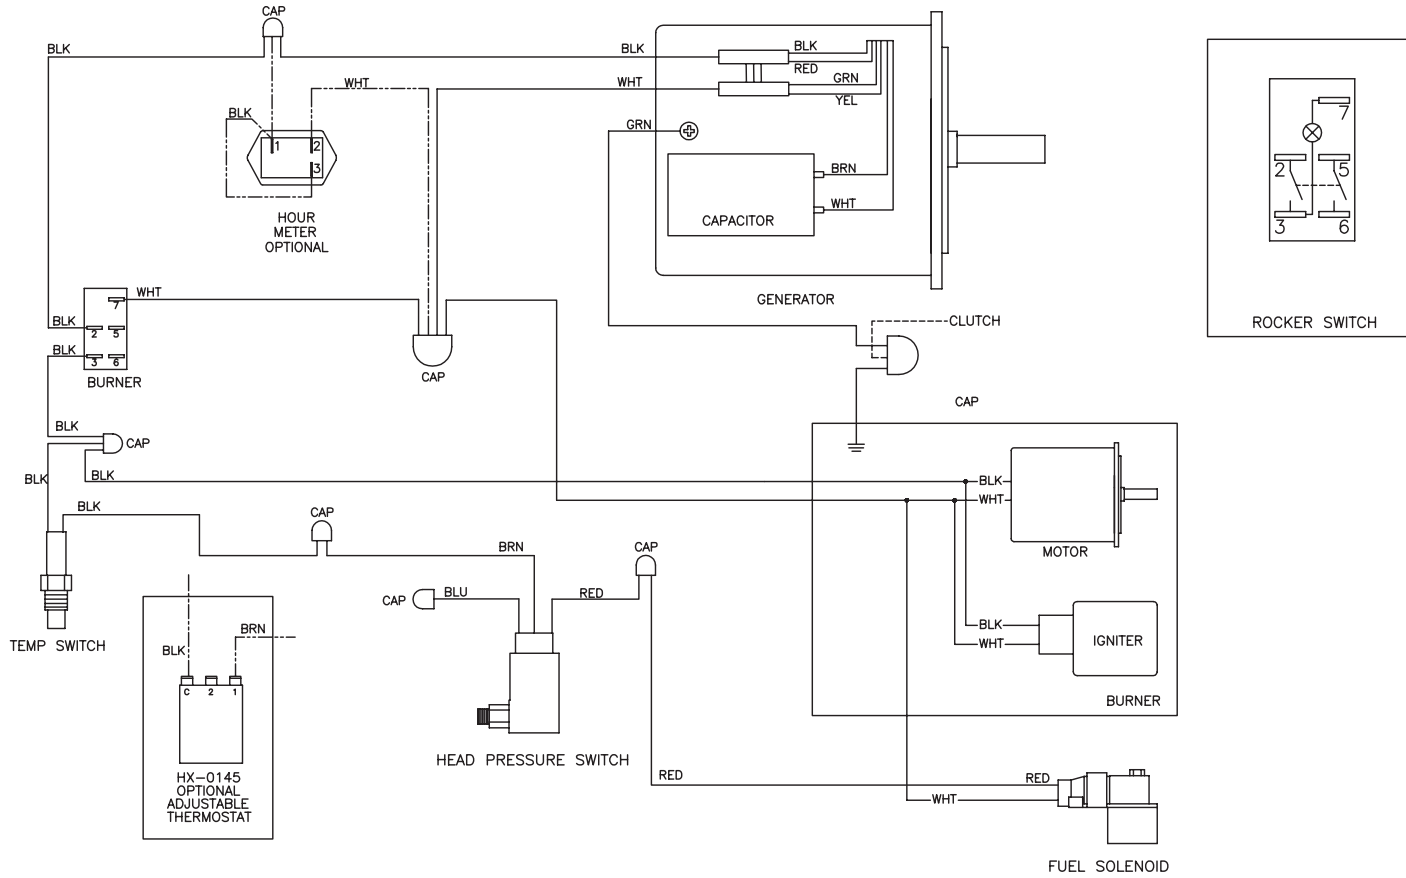 CAP
BLK
BLK
BLK
RED
WHT
WHT
GRN
YEL
BLK
GRN
1
2
3
HOUR
METER
OPTIONAL
BRN
WHT
CAPACITOR
GENERATOR
7
2
5
3
6
ROCKER SWITCH
WHT
7
BLK
2
5
BLK
3
6
BURNER
CAP
CLUTCH
CAP
BLK
CAP
BLK
BLK
BLK
WHT
MOTOR
BLK
CAP
BRN
CAP
CAP
BLU
RED
TEMP SWITCH
BLK
WHT
IGNITER
BURNER
BRN
BLK
C
2
1
HX-0145
OPTIONAL
ADJUSTABLE
THERMOSTAT
HEAD PRESSURE SWITCH
RED
RED
WHT
FUEL SOLENOID